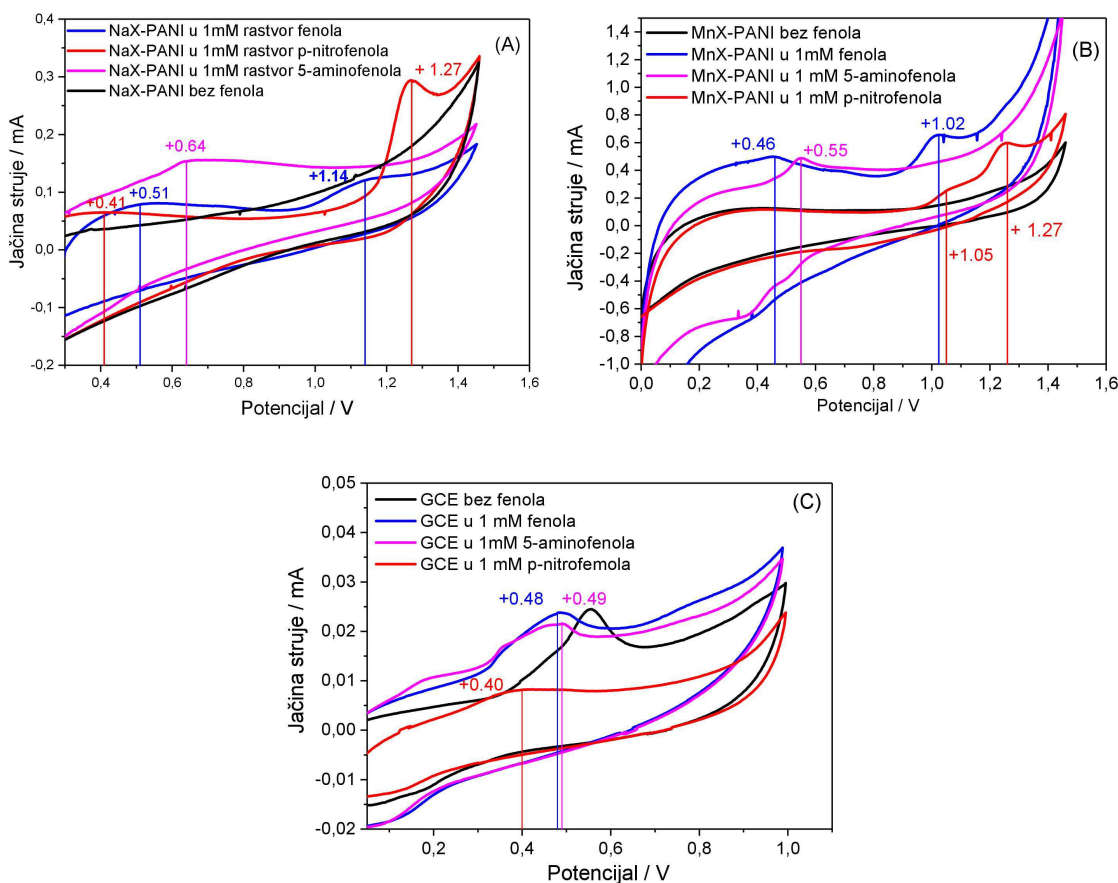 (A)
NaX-PANI u 1mM rastvor fenola
NaX-PANI u 1mM rastvor p-nitrofenola
NaX-PANI u 1mM rastvor 5-aminofenola
NaX-PANI bez fenola
+ 1.27
+0.64
+0.51
+0.41
+1.14
0,4
0,3
0,2
0,1
0,0
-0,1
-0,2
0,4
0,6
0,8
1,0
1,2
1,4
1,6
Jačina struje / mA
Potencijal / V
(B)
MnX-PANI bez fenola
MnX-PANI u 1mM fenola
MnX-PANI u 1 mM 5-aminofenola
MnX-PANI u 1 mM p-nitrofenola
+1.02
+0.46
+0.55
+ 1.27
+1.05
1,4
1,2
1,0
0,8
0,6
0,4
0,2
0,0
-0,2
-0,4
-0,6
-0,8
-1,0
0,0
0,2
0,4
0,6
0,8
1,0
1,2
1,4
1,6
Jačina struje / mA
Potencijal / V
(C)
GCE bez fenola
GCE u 1 mM fenola
GCE u 1mM 5-aminofenola
GCE u 1 mM p-nitrofemola
+0.48
+0.49
+0.40
0,05
0,04
0,03
0,02
0,01
0,00
-0,01
-0,02
0,2
0,4
0,6
0,8
1,0
Jačina struje / mA
Potencijal / V